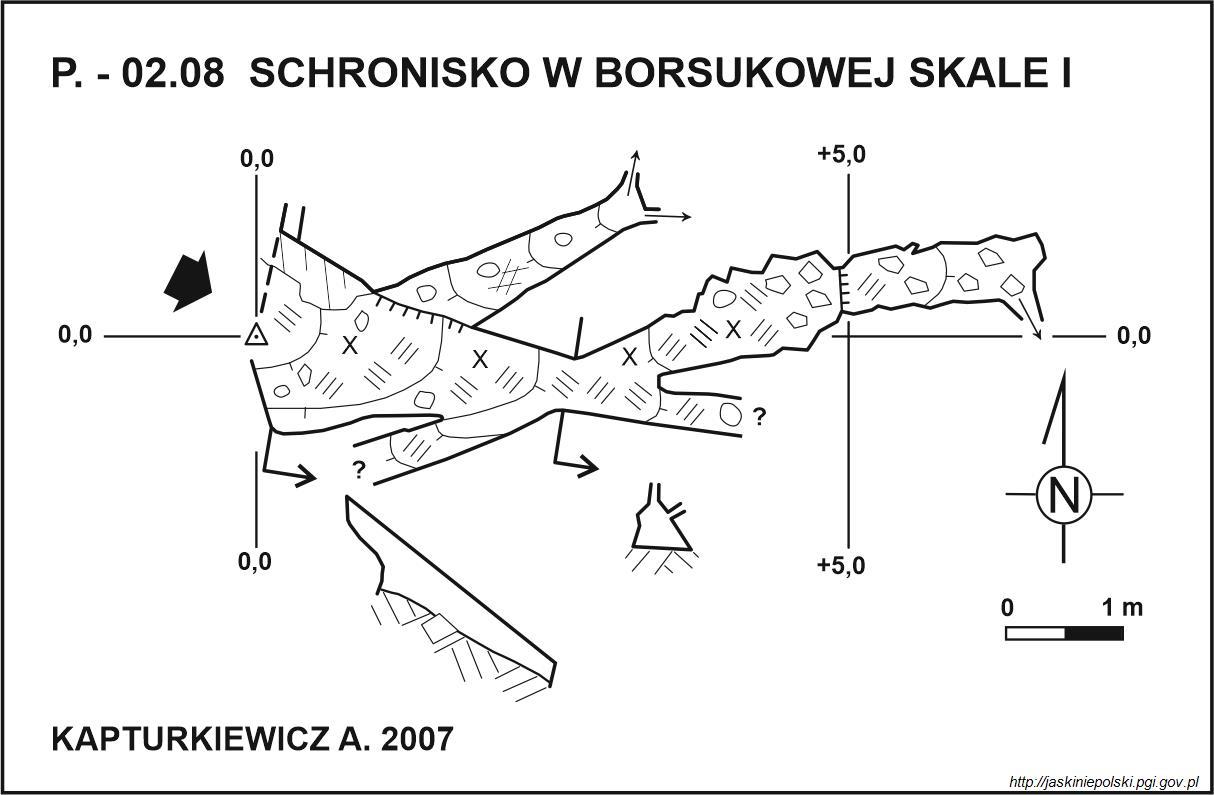 P. - 02.08 SCHRONISKO W BORSUKOWEJ SKALE I
0,0
+5,0
0,0
0,0
X
X
X
X
?
?
N
0,0
+5,0
0
1 m
KAPTURKIEWICZ A. 2007
http://jaskiniepolski.pgi.gov.pl